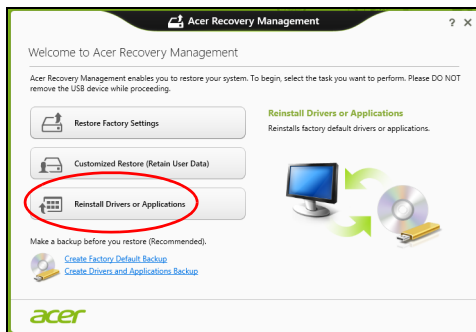 Acer Recovery Management
? ×
Welcome to Acer Recovery Management
Acer Recovery Management enables you to restore your system. To begin, select the task you want to perform. Please DO NOT
remove the USB device while proceeding.
Restore Factory Settings
Customized Restore (Retain User Data)
Reinstall Drivers or Applications
Reinstall Drivers or Applications
Reinstalls factory default drivers or applications.
Make a backup before you restore (Recommended).
Create Factory Default Backup
Create Drivers and Applications Backup
acer